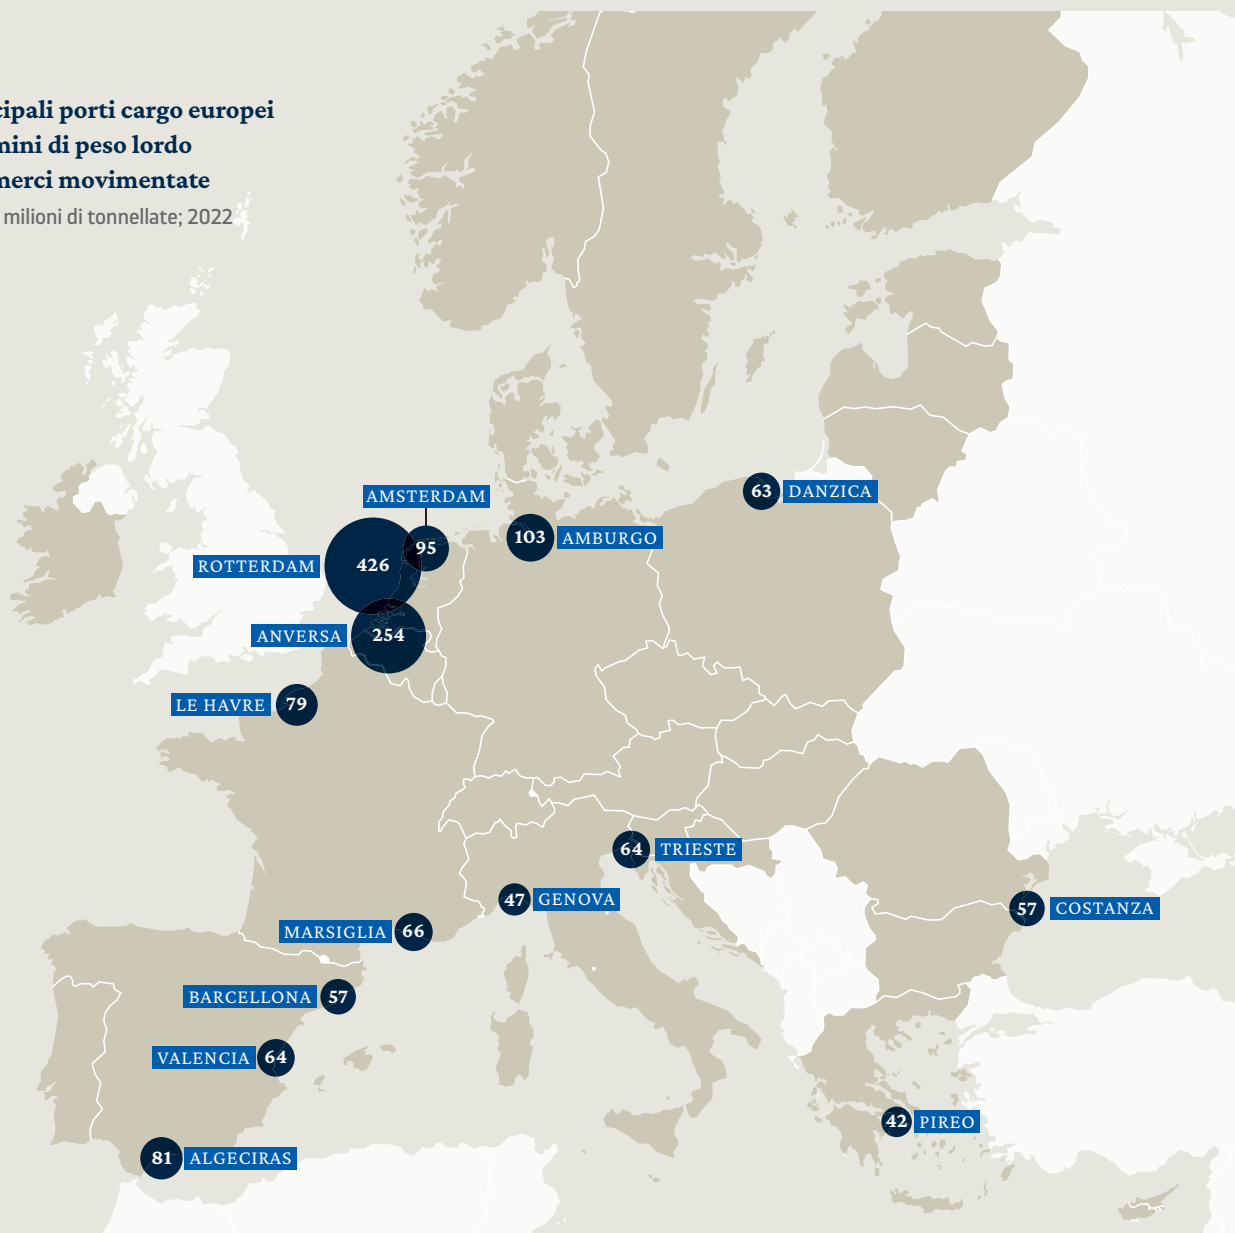 cipali porti cargo europei
mini di peso lordo
merci movimentate
milioni di tonnellate; 2022
AMSTERDAM
95
63 DANZICA
103 AMBURGO
ROTTERDAM 426
ANVERSA 254
LE HAVRE 79
64 TRIESTE
47 GENOVA
57 COSTANZA
MARSIGLIA 66
BARCELLONA 57
VALENCIA 64
42 PIREO
81 ALGECIRAS